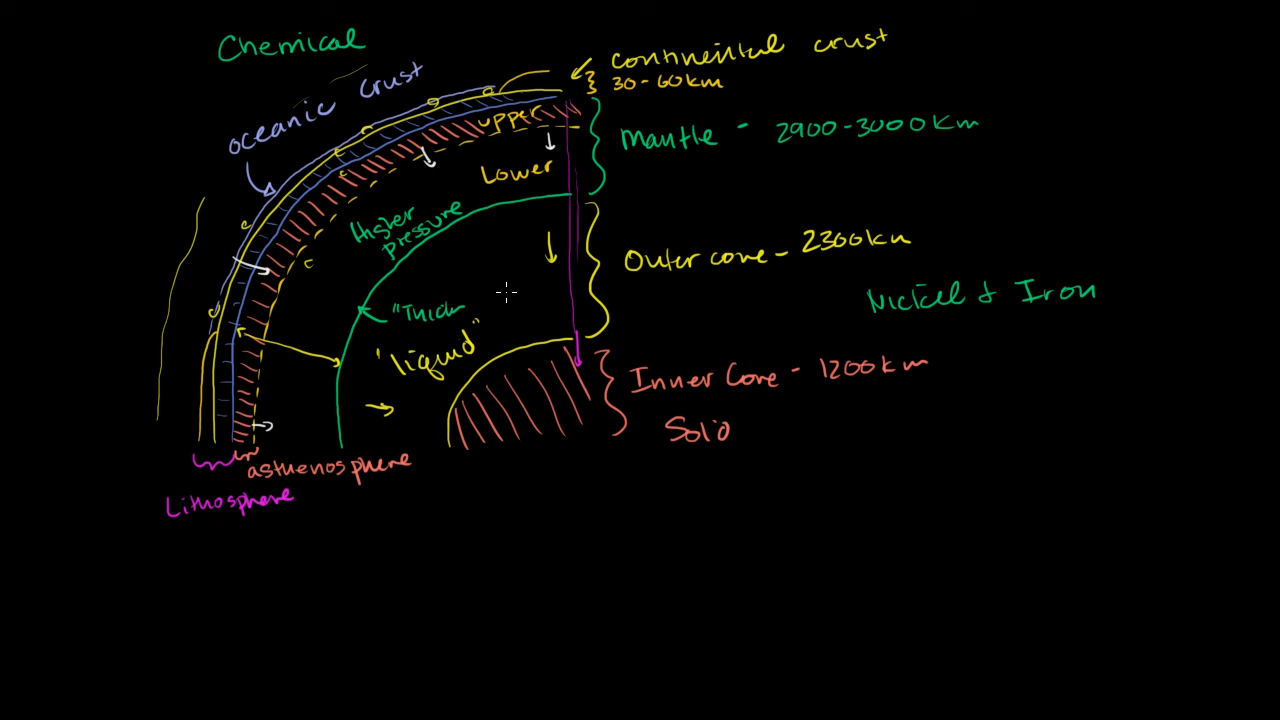 Chemical
continental crust
30-60km
oceanic crust
upper
Mantle - 2900-3000km
Lower
Higher
pressure
Outer core - 2300km
Nickel & Iron
"Thick
"liquid"
Inner Core - 1200km
Solid
asthenosphere
Lithosphere